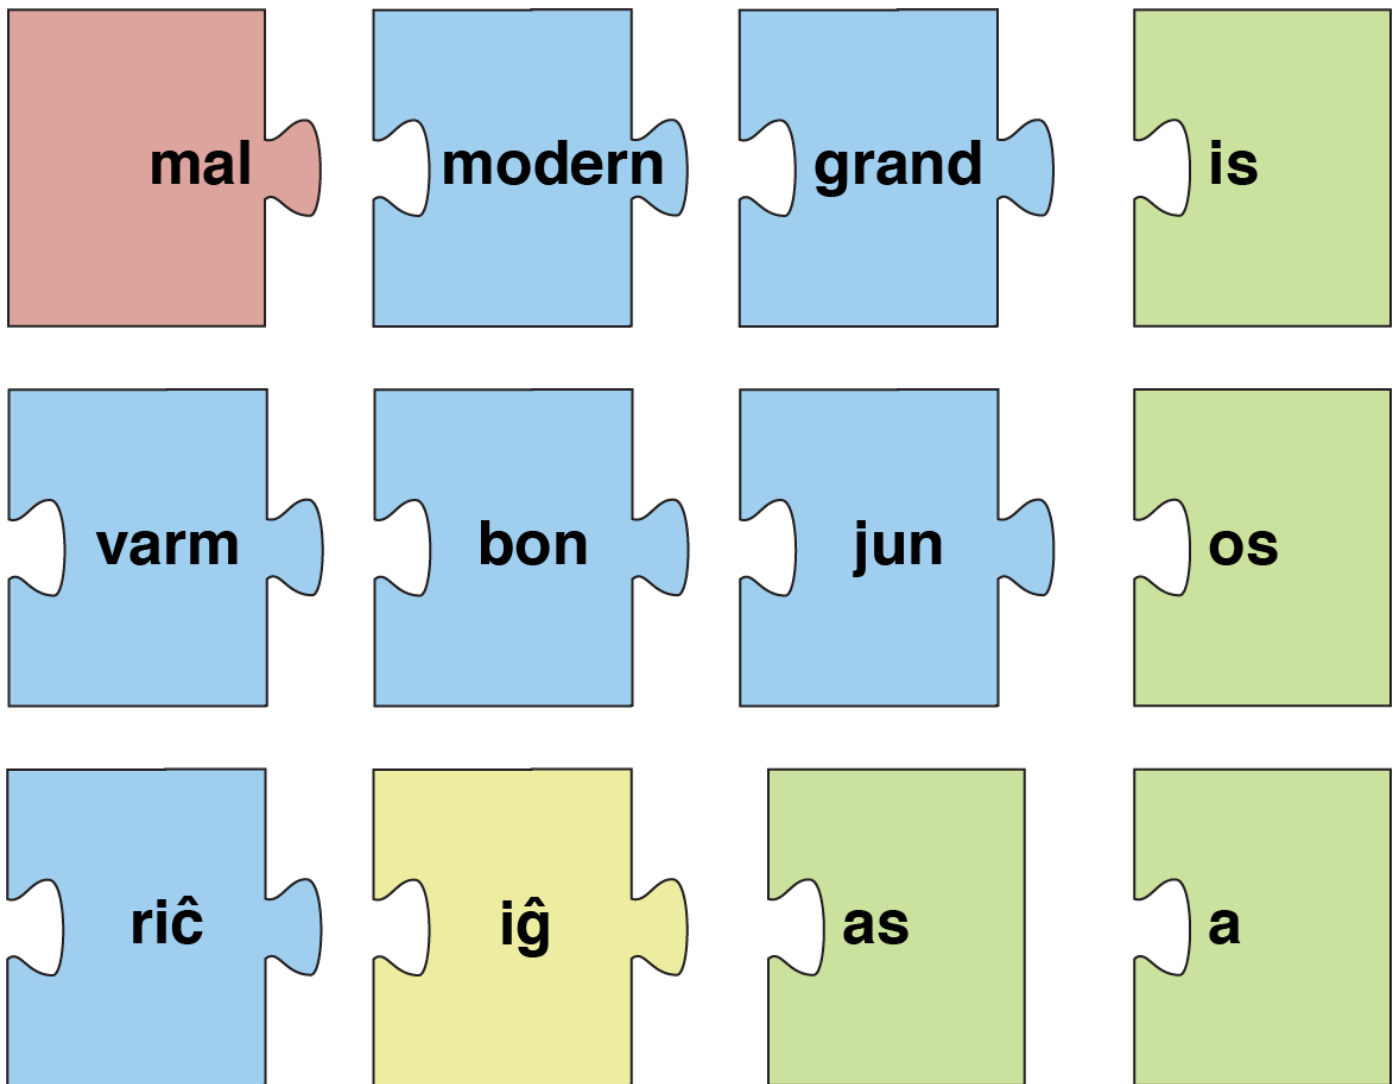 mal modern grand is
varm bon jun os
riĉ iĝ as a